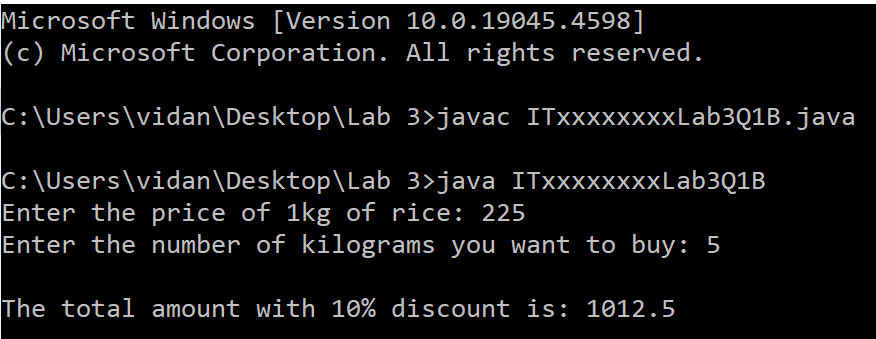 Microsoft Windows [Version 10.0.19045.4598]
(c) Microsoft Corporation. All rights reserved.
C:\Users\vidan\Desktop\Lab 3>javac ITxxxxxxxxLab3Q1B.java
C:\Users\vidan\Desktop\Lab 3>java ITxxxxxxxxLab3Q1B
Enter the price of 1kg of rice: 225
Enter the number of kilograms you want to buy: 5
The total amount with 10% discount is: 1012.5